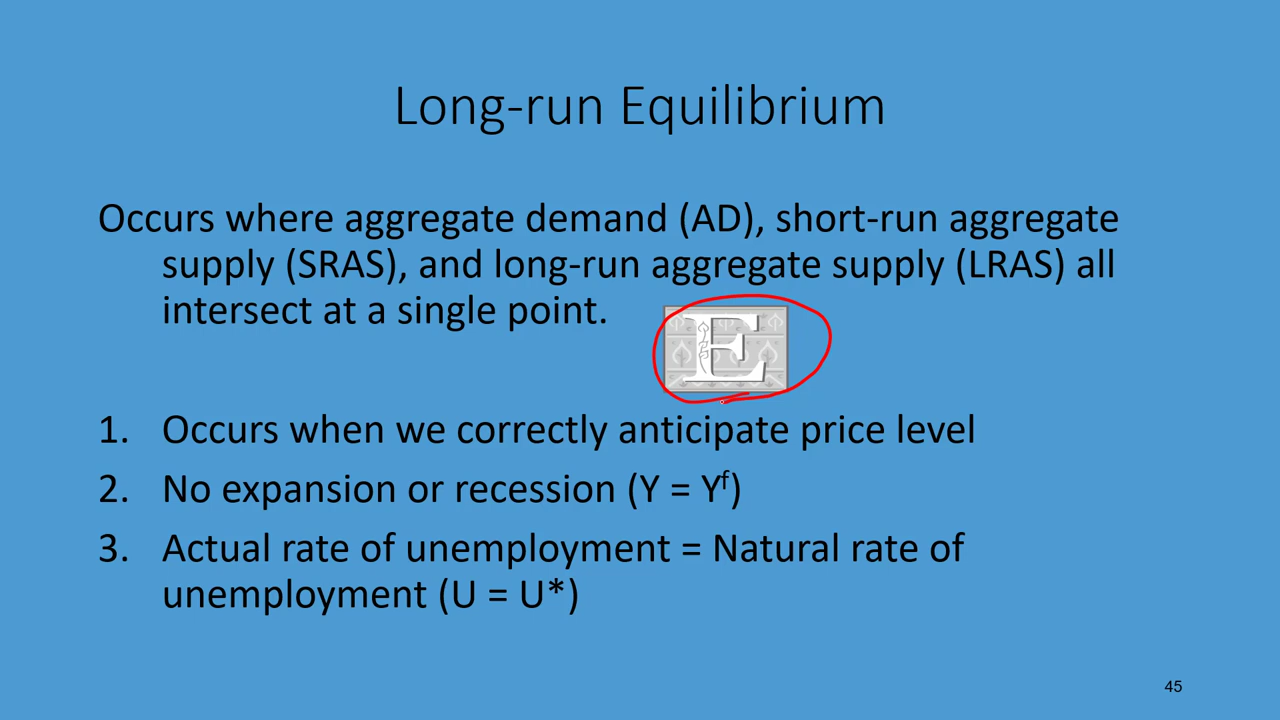 Long-run Equilibrium
Occurs where aggregate demand (AD), short-run aggregate
supply (SRAS), and long-run aggregate supply (LRAS) all
intersect at a single point.
E
1. Occurs when we correctly anticipate price level
2. No expansion or recession (Y = Yᶠ)
3. Actual rate of unemployment = Natural rate of
unemployment (U = U*)
45